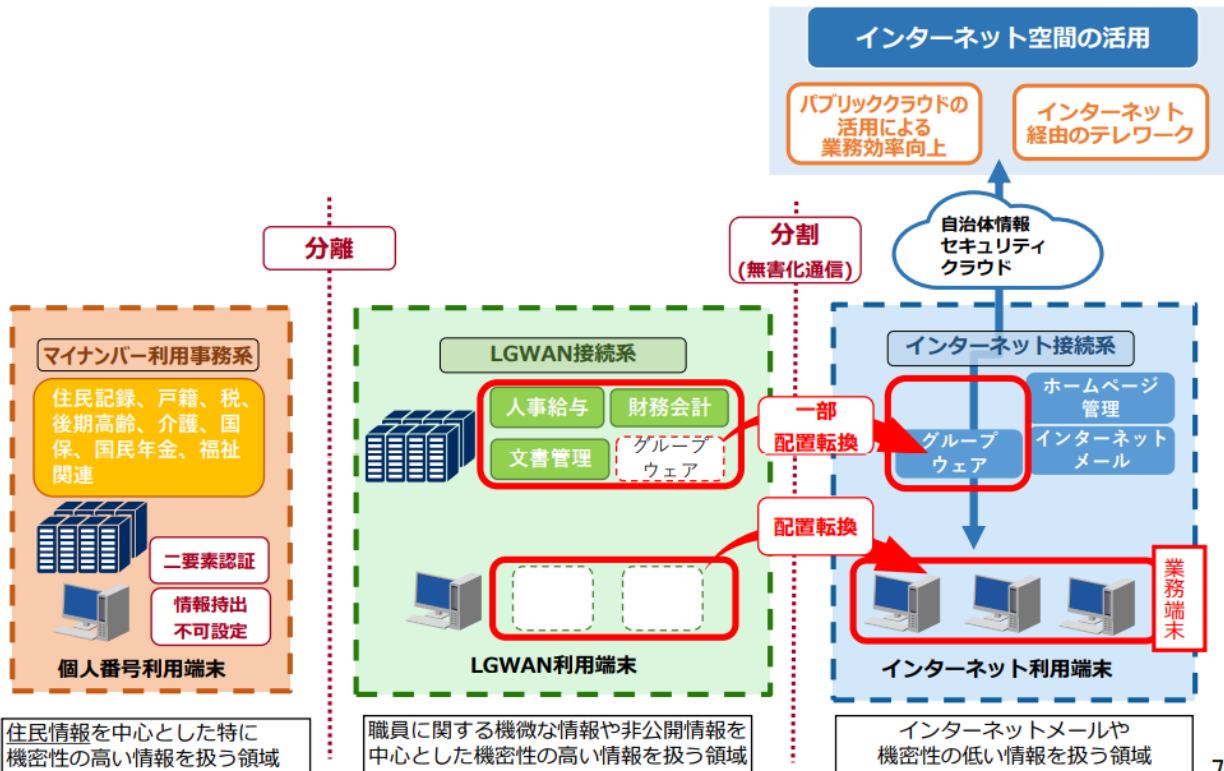 インターネット空間の活用
パブリッククラウドの
活用による
業務効率向上
インターネット
経由のテレワーク
自治体情報
セキュリティ
クラウド
分離
分割
(無害化通信)
マイナンバー利用事務系
住民記録、戸籍、税、
後期高齢、介護、国
保、国民年金、福祉
関連
二要素認証
情報持出
不可設定
個人番号利用端末
住民情報を中心とした特に
機密性の高い情報を扱う領域
LGWAN接続系
人事給与
財務会計
文書管理
グループ
ウェア
一部
配置転換
配置転換
LGWAN利用端末
職員に関する機微な情報や非公開情報を
中心とした機密性の高い情報を扱う領域
インターネット接続系
ホームページ
管理
グループ
ウェア
インターネット
メール
業務端末
インターネット利用端末
インターネットメールや
機密性の低い情報を扱う領域
7